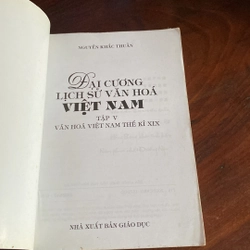 NGUYỄN KHẮC THUẦN
ĐẠI CƯƠNG
LỊCH SỬ VĂN HOÁ
VIỆT NAM
TẬP V
VĂN HOÁ VIỆT NAM THẾ KỈ XIX
NHÀ XUẤT BẢN GIÁO DỤC